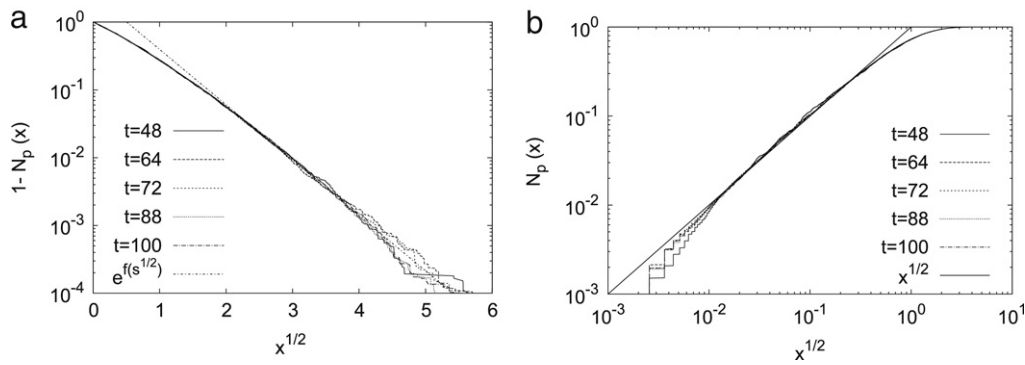 a
10^0
10^-1
10^-2
10^-3
10^-4
1- N_p (x)
t=48
t=64
t=72
t=88
t=100
e^f(s^1/2)
0 1 2 3 4 5 6
x^1/2
b
10^0
10^-1
10^-2
10^-3
N_p (x)
t=48
t=64
t=72
t=88
t=100
x^1/2
10^-3 10^-2 10^-1 10^0 10^1
x^1/2